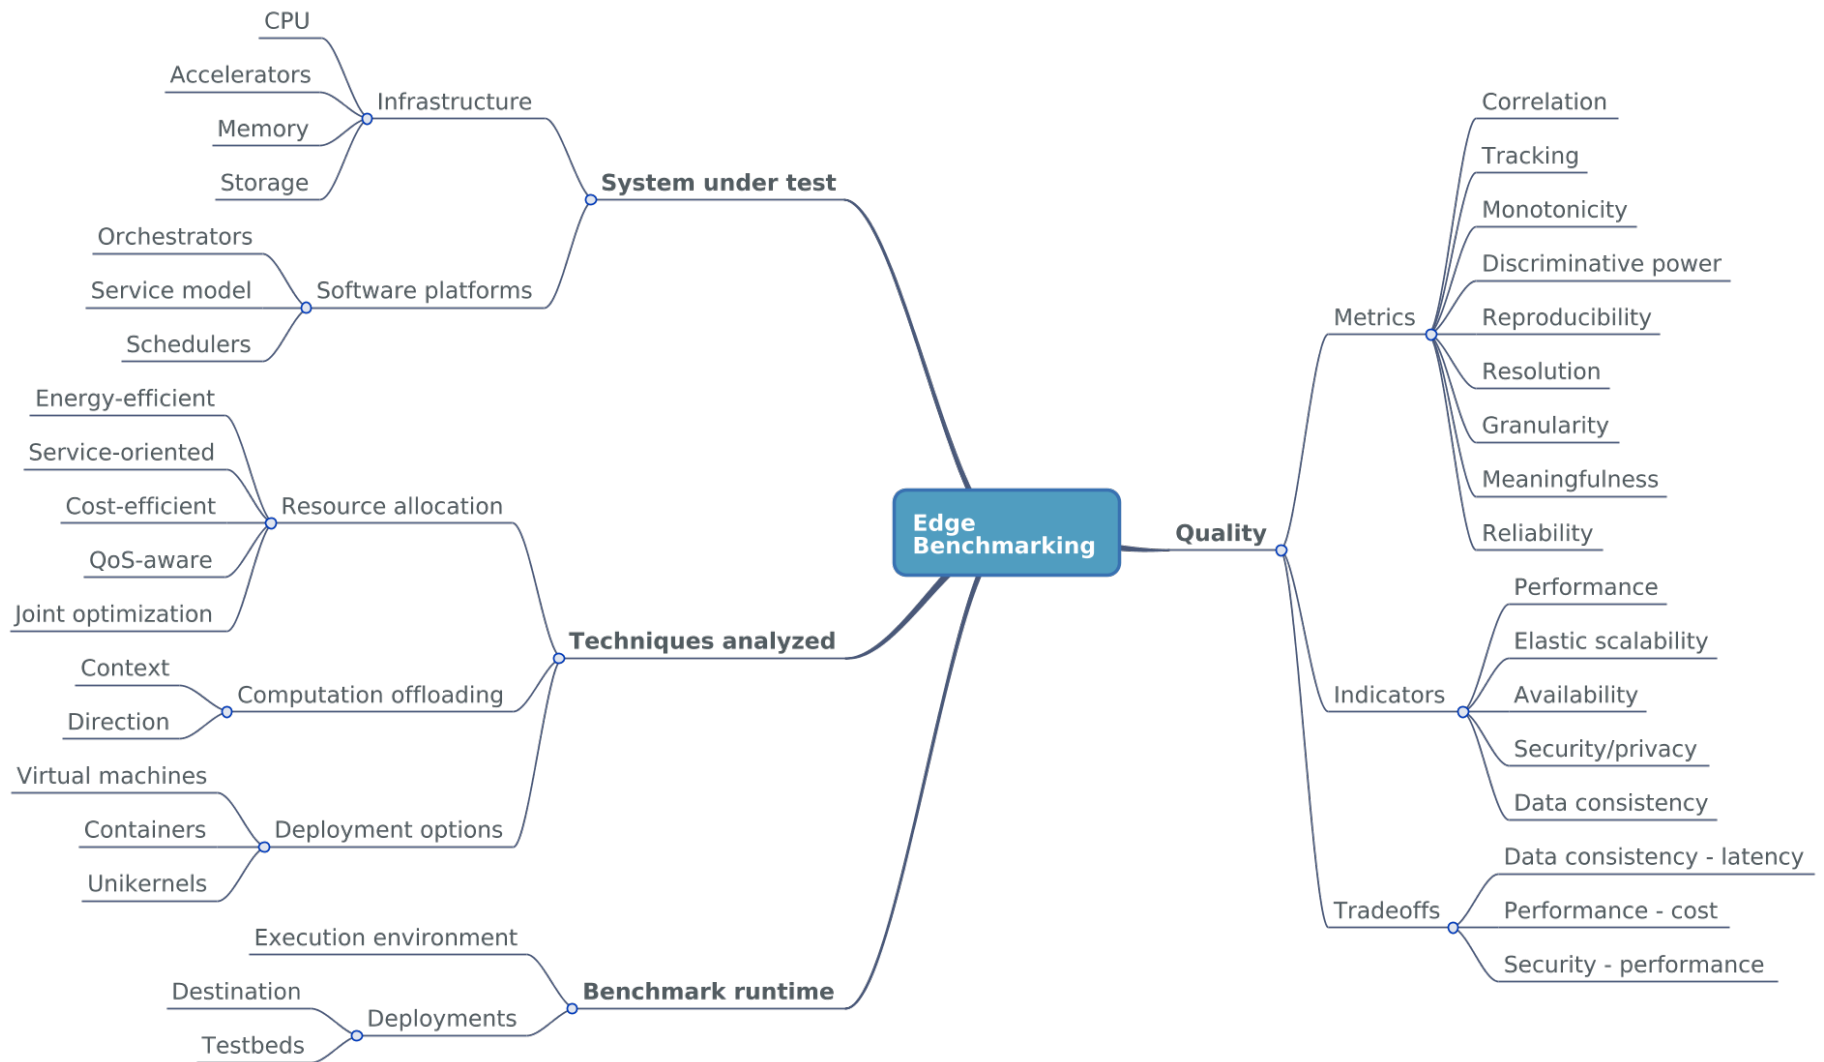 CPU
Accelerators
Infrastructure
Memory
Storage
System under test
Orchestrators
Service model
Software platforms
Schedulers
Energy-efficient
Service-oriented
Cost-efficient
Resource allocation
QoS-aware
Joint optimization
Techniques analyzed
Context
Computation offloading
Direction
Virtual machines
Containers
Deployment options
Unikernels
Execution environment
Benchmark runtime
Destination
Deployments
Testbeds
Edge
Benchmarking
Quality
Metrics
Correlation
Tracking
Monotonicity
Discriminative power
Reproducibility
Resolution
Granularity
Meaningfulness
Reliability
Indicators
Performance
Elastic scalability
Availability
Security/privacy
Data consistency
Tradeoffs
Data consistency - latency
Performance - cost
Security - performance